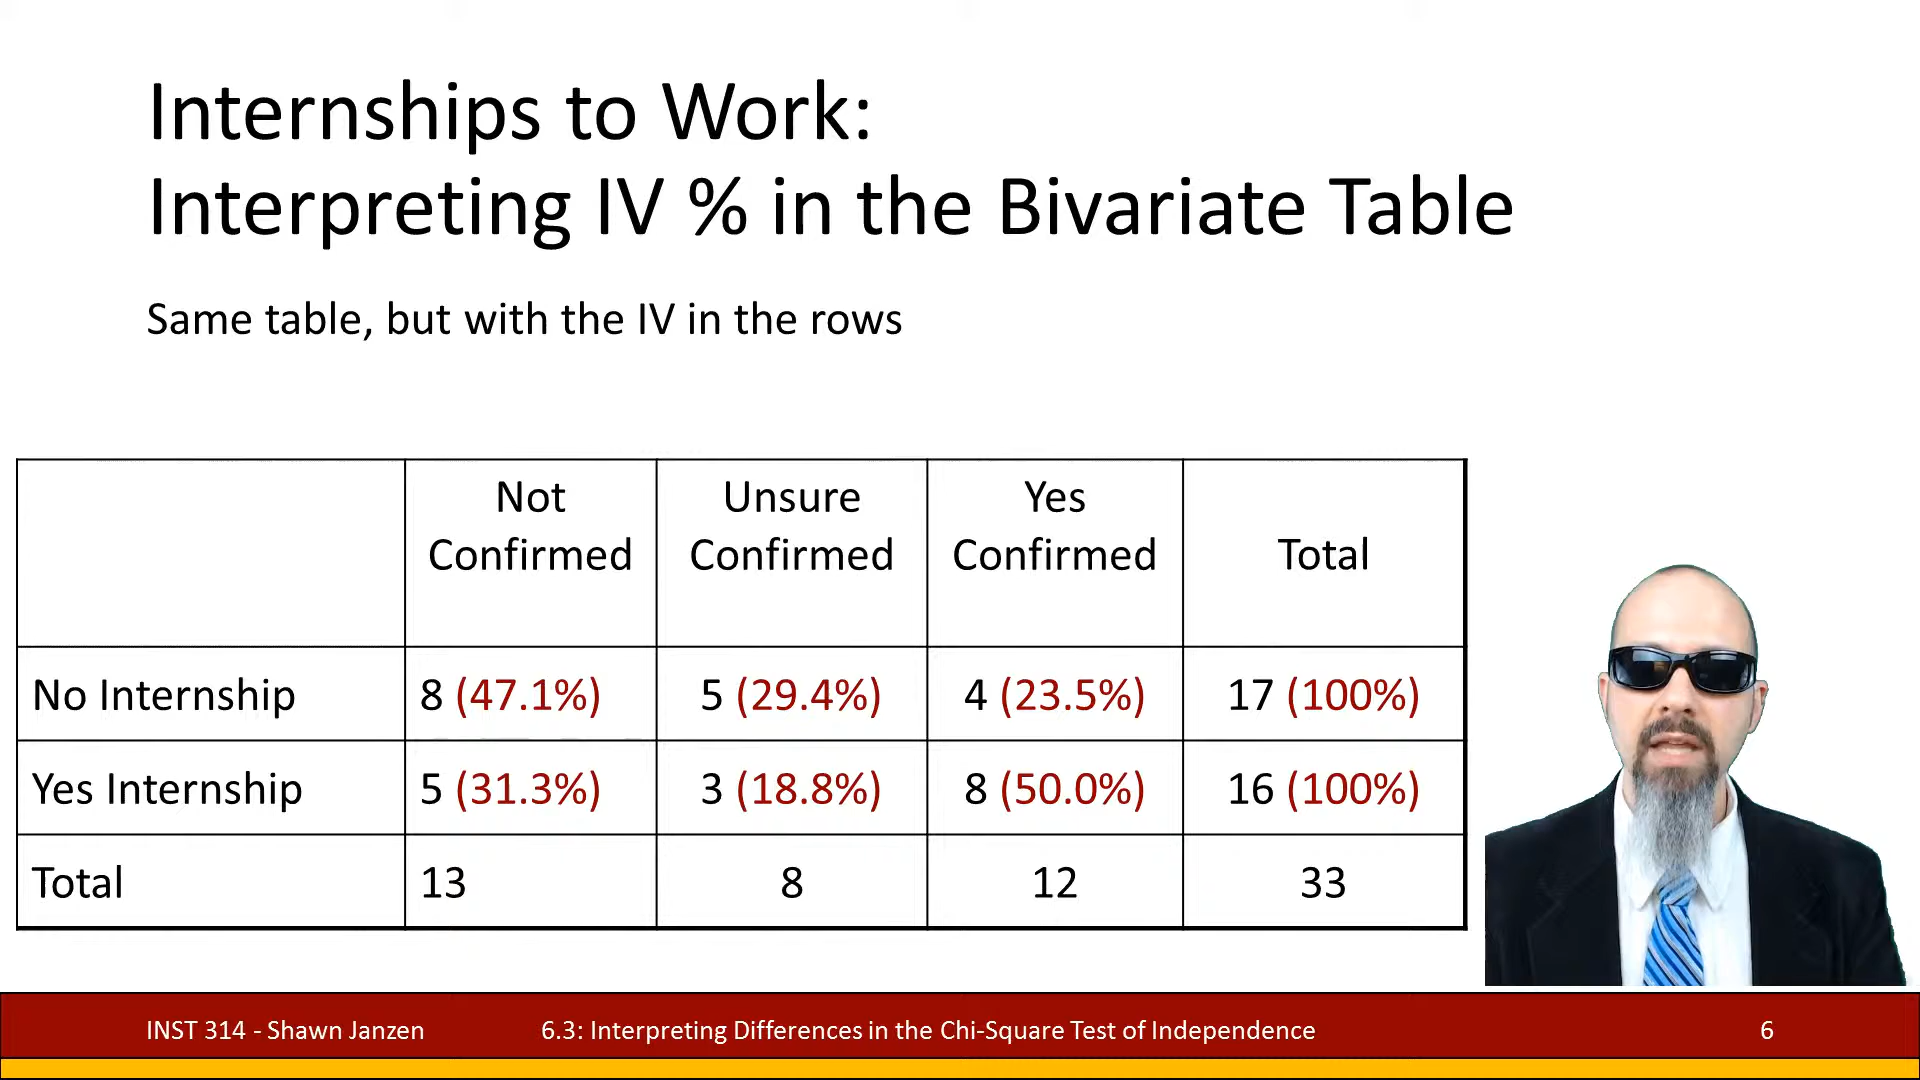 Internships to Work:
Interpreting IV % in the Bivariate Table
Same table, but with the IV in the rows
Not Confirmed Unsure Confirmed Yes Confirmed Total
No Internship 8 (47.1%) 5 (29.4%) 4 (23.5%) 17 (100%)
Yes Internship 5 (31.3%) 3 (18.8%) 8 (50.0%) 16 (100%)
Total 13 8 12 33
INST 314 - Shawn Janzen 6.3: Interpreting Differences in the Chi-Square Test of Independence 6